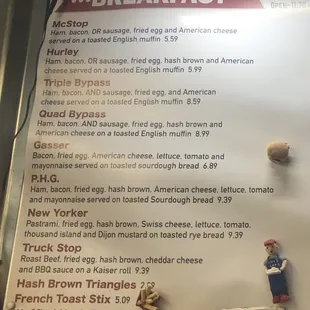 BREAKFAST
OPEN-11:30
McStop
Ham, bacon, OR sausage, fried egg and American cheese
served on a toasted English muffin 5.59
Hurley
Ham, bacon, OR sausage, fried egg, hash brown and American
cheese served on a toasted English muffin 5.99
Triple Bypass
Ham, bacon, AND sausage, fried egg, and American
cheese served on a toasted English muffin 8.59
Quad Bypass
Ham, bacon, AND sausage, fried egg, hash brown and
American cheese on a toasted English muffin 8.99
Gasser
Bacon, fried egg, American cheese, lettuce, tomato and
mayonnaise served on toasted sourdough bread 6.89
P.H.G.
Ham, bacon, fried egg, hash brown, American cheese, lettuce, tomato
and mayonnaise served on toasted Sourdough bread 9.39
New Yorker
Pastrami, fried egg, hash brown, Swiss cheese, lettuce, tomato,
thousand island and Dijon mustard on toasted rye bread 9.39
Truck Stop
Roast Beef, fried egg, hash brown, cheddar cheese
and BBQ sauce on a Kaiser roll 9.39
Hash Brown Triangles 2.59
French Toast Stix 5.09